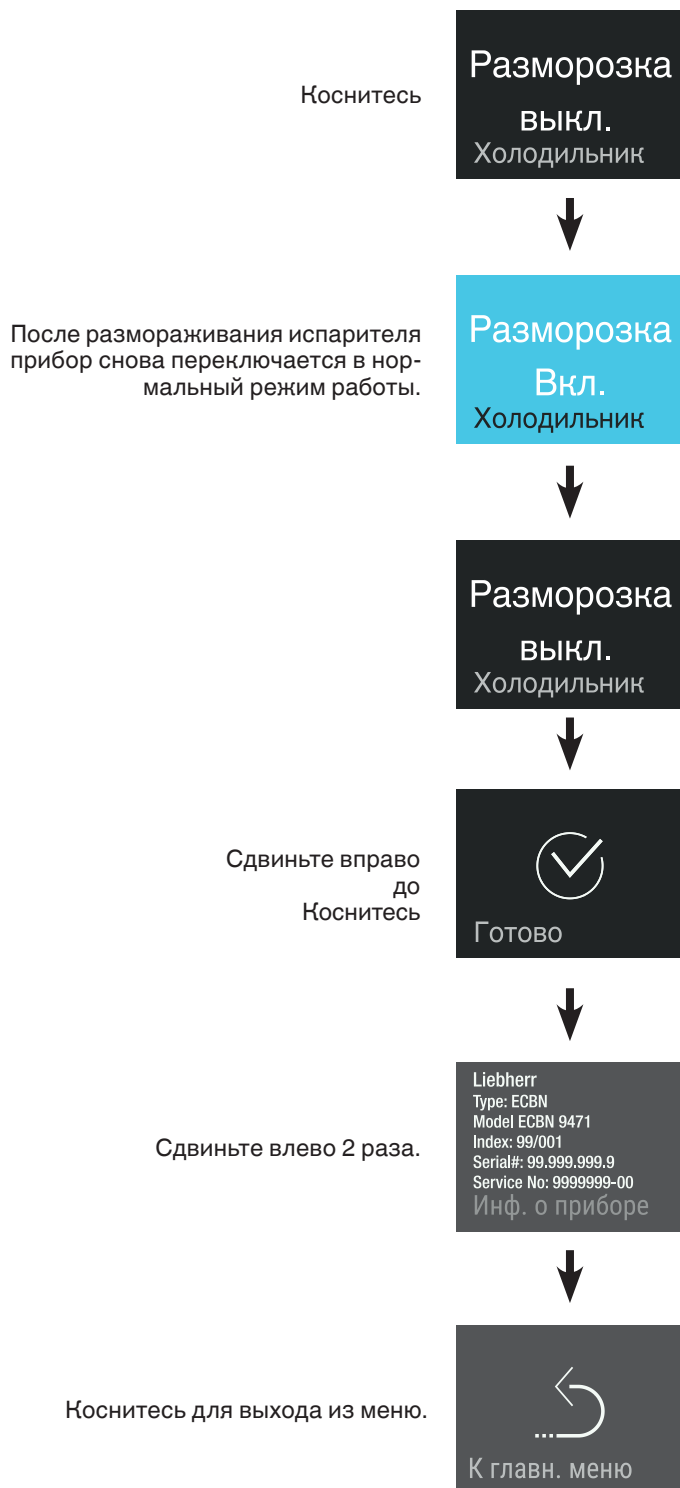 Коснитесь
Разморозка
выкл.
Холодильник
После размораживания испарителя
прибор снова переключается в нор-
мальный режим работы.
Разморозка
Вкл.
Холодильник
Разморозка
выкл.
Холодильник
Сдвиньте вправо
до
Коснитесь
Готово
Сдвиньте влево 2 раза.
Liebherr
Type: ECBN
Model ECBN 9471
Index: 99/001
Serial#: 99.999.999.9
Service No: 9999999-00
Инф. о приборе
Коснитесь для выхода из меню.
К главн. меню